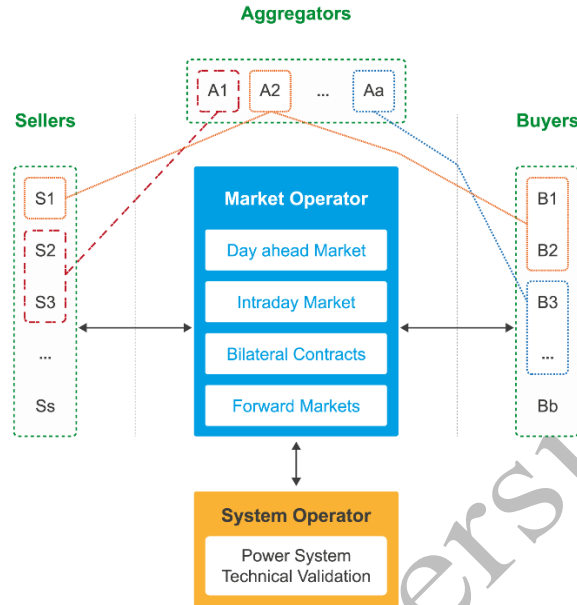 Aggregators
A1 A2 ... Aa
Sellers
Buyers
S1
S2
S3
...
Ss
Market Operator
Day ahead Market
Intraday Market
Bilateral Contracts
Forward Markets
B1
B2
B3
...
Bb
System Operator
Power System
Technical Validation
ersi